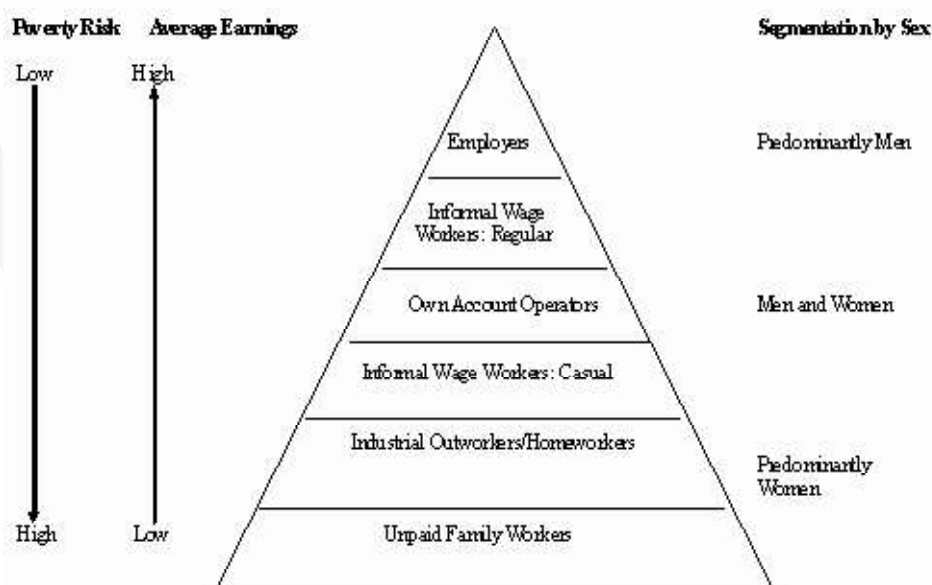 Poverty Risk Average Earnings Segmentation by Sex
Low High
Employers Predominantly Men
Informal Wage
Workers: Regular
Own Account Operators Men and Women
Informal Wage Workers: Casual
Industrial Outworkers/Homeworkers
Predominantly
Women
High Low Unpaid Family Workers